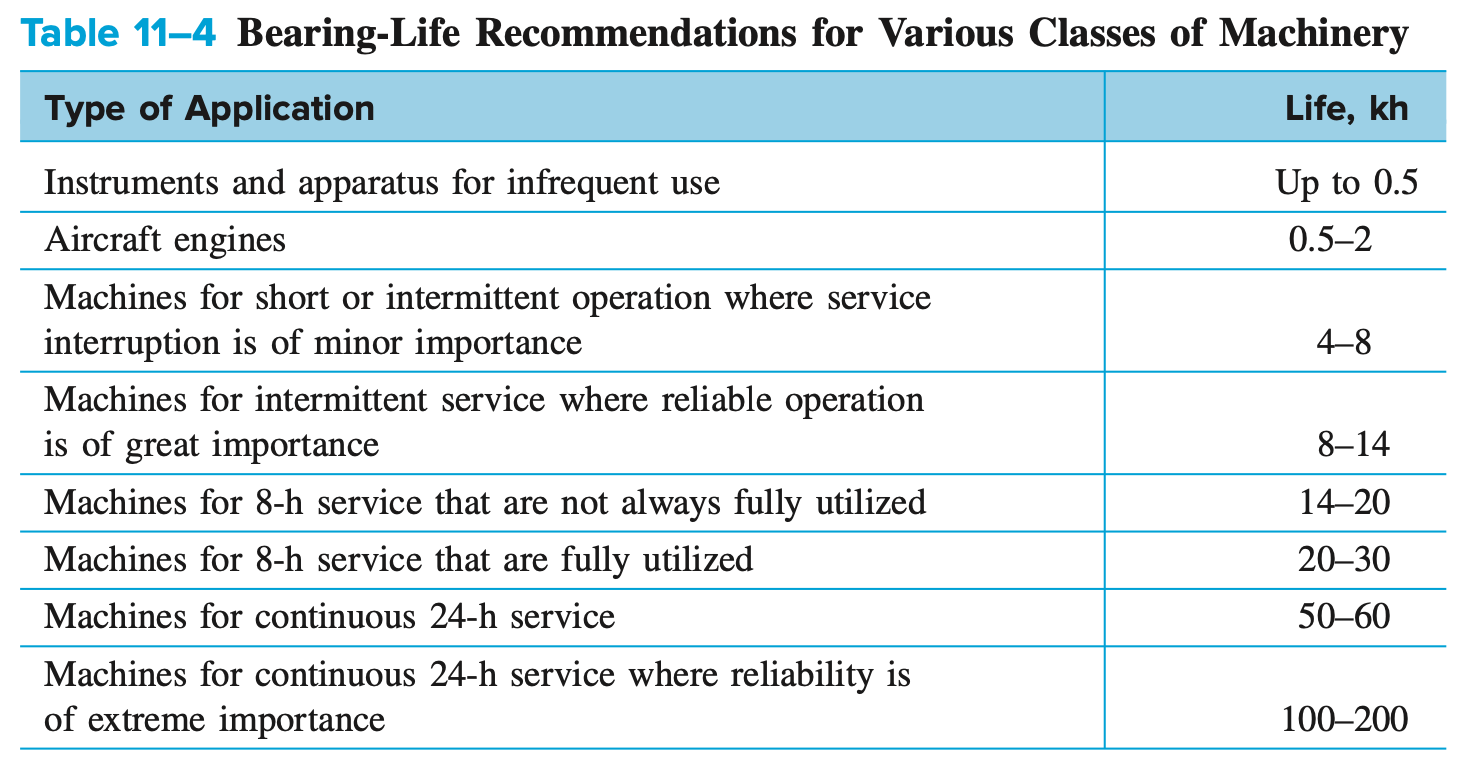 Table 11–4 Bearing-Life Recommendations for Various Classes of Machinery
Type of Application Life, kh
Instruments and apparatus for infrequent use Up to 0.5
Aircraft engines 0.5–2
Machines for short or intermittent operation where service
interruption is of minor importance 4–8
Machines for intermittent service where reliable operation
is of great importance 8–14
Machines for 8-h service that are not always fully utilized 14–20
Machines for 8-h service that are fully utilized 20–30
Machines for continuous 24-h service 50–60
Machines for continuous 24-h service where reliability is
of extreme importance 100–200